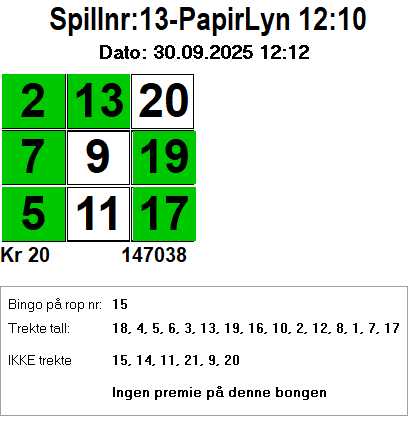 Spillnr:13-PapirLyn 12:10
Dato: 30.09.2025 12:12
2 13 20
7 9 19
5 11 17
Kr 20 147038
Bingo på rop nr: 15
Trekte tall: 18, 4, 5, 6, 3, 13, 19, 16, 10, 2, 12, 8, 1, 7, 17
IKKE trekte 15, 14, 11, 21, 9, 20
Ingen premie på denne bongen